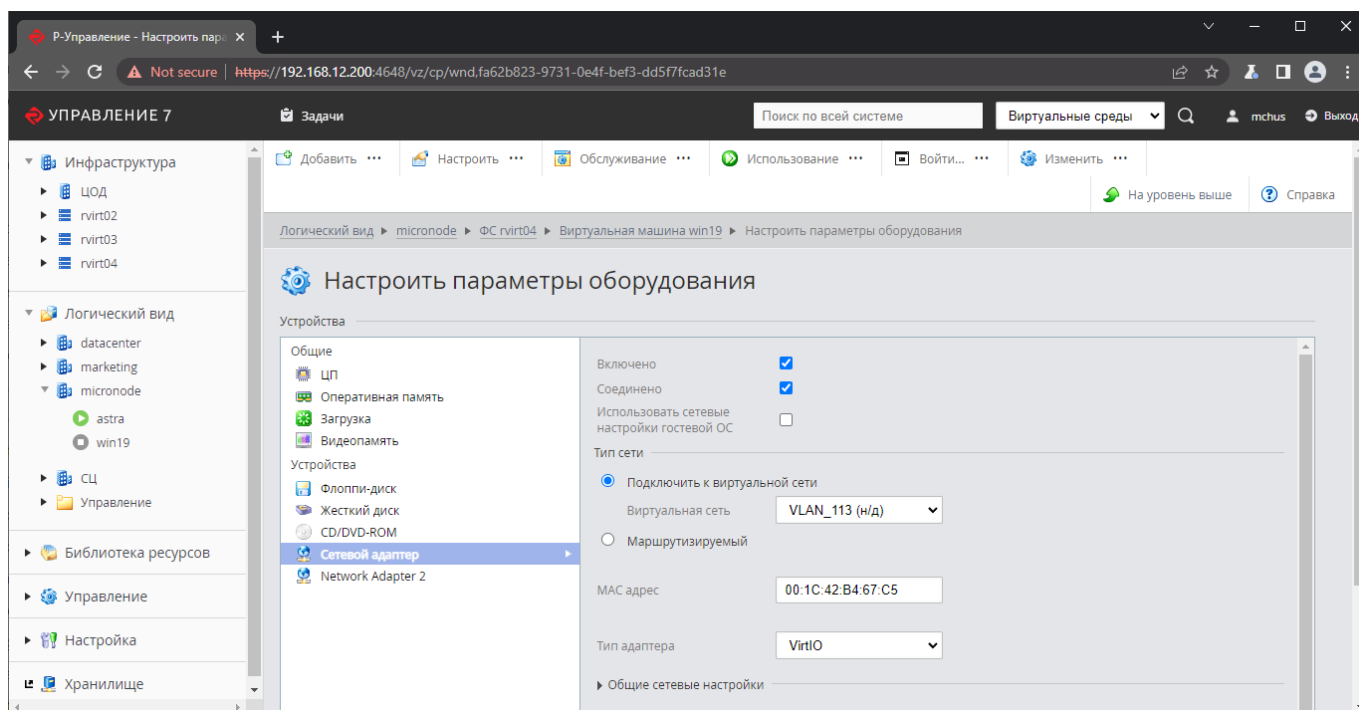 Р-Управление - Настроить пара
Not secure https://192.168.12.200:4648/vz/cp/wnd,fa62b823-9731-0e4f-bef3-dd5f7fcad31e
УПРАВЛЕНИЕ 7
Задачи
Поиск по всей системе
Виртуальные среды
mchus
Выход
Инфраструктура
ЦОД
rvirt02
rvirt03
rvirt04
Логический вид
datacenter
marketing
micronode
astra
win19
СЦ
Управление
Библиотека ресурсов
Управление
Настройка
Хранилище
Добавить ···
Настроить ···
Обслуживание ···
Использование ···
Войти... ···
Изменить ···
На уровень выше
Справка
Логический вид ▸ micronode ▸ ФС rvirt04 ▸ Виртуальная машина win19 ▸ Настроить параметры оборудования
Настроить параметры оборудования
Устройства
Общие
ЦП
Оперативная память
Загрузка
Видеопамять
Устройства
Флоппи-диск
Жесткий диск
CD/DVD-ROM
Сетевой адаптер
Network Adapter 2
Включено
Соединено
Использовать сетевые
настройки гостевой ОС
Тип сети
Подключить к виртуальной сети
Виртуальная сеть
VLAN_113 (н/д)
Маршрутизируемый
MAC адрес
00:1C:42:B4:67:C5
Тип адаптера
VirtIO
Общие сетевые настройки